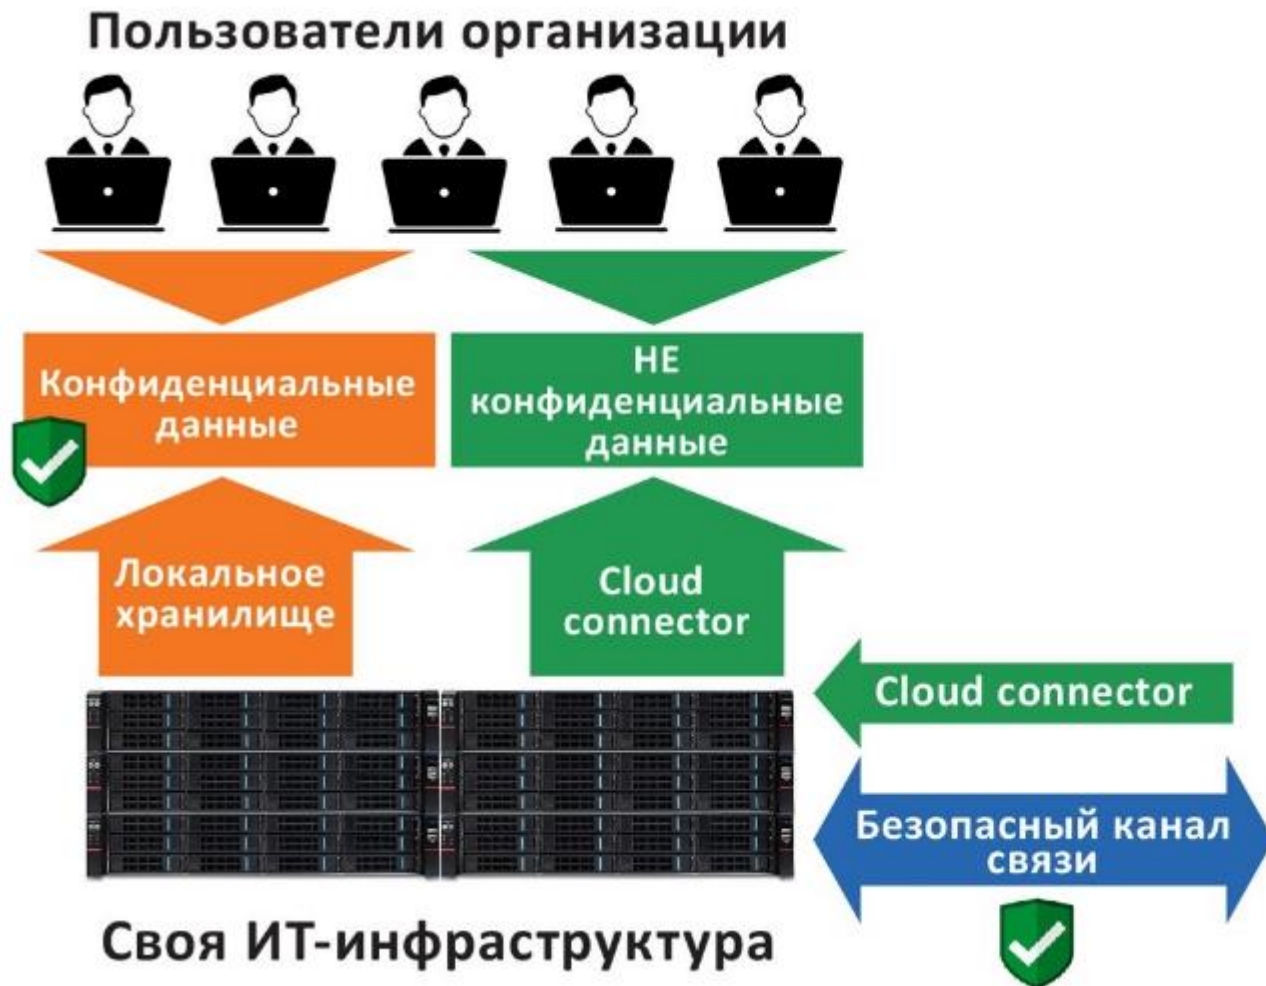 Пользователи организации
Конфиденциальные
данные
НЕ
конфиденциальные
данные
Локальное
хранилище
Cloud
connector
Cloud connector
Безопасный канал
связи
Своя ИТ-инфраструктура